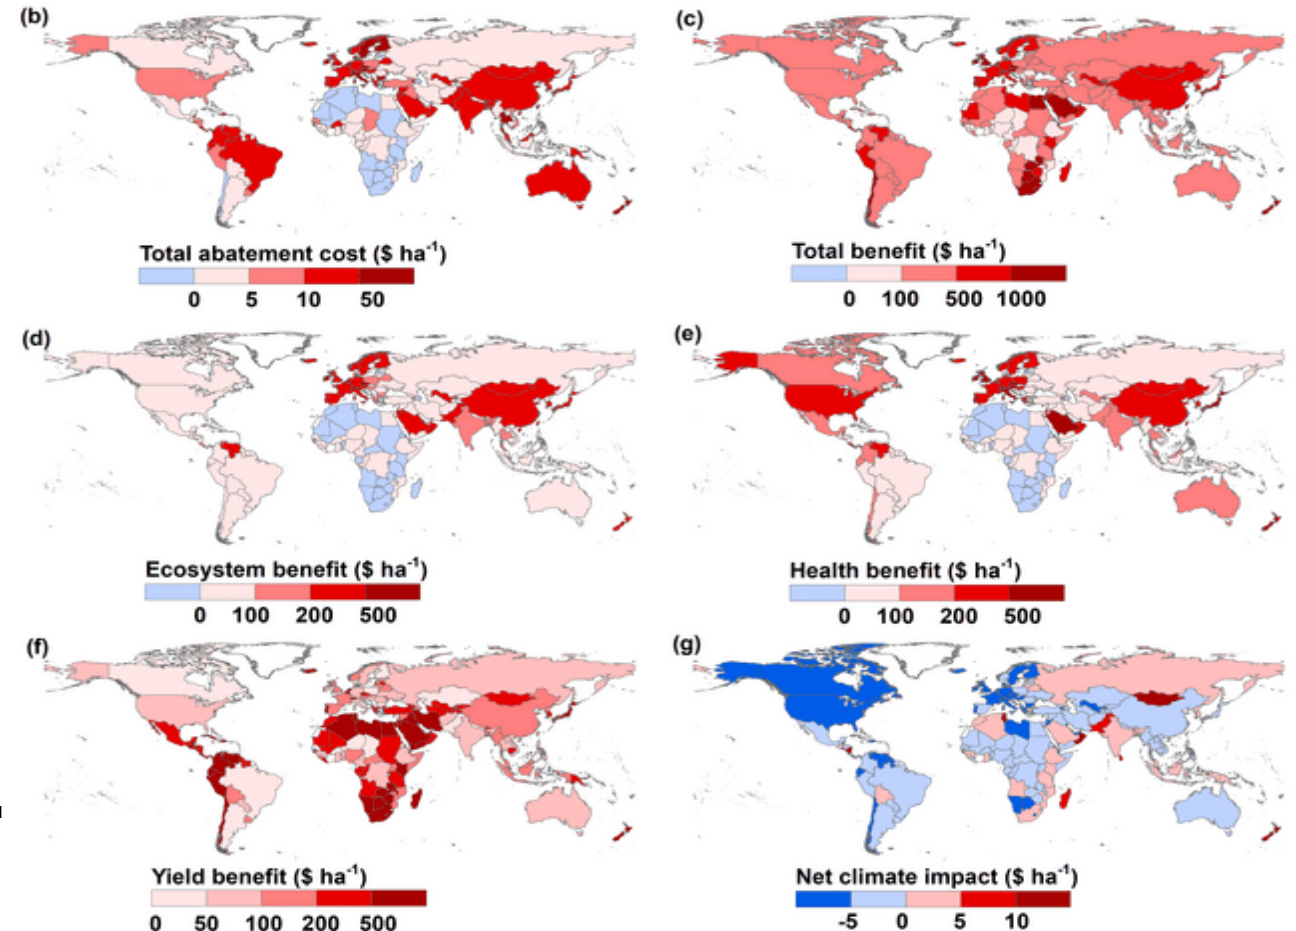 (b)
Total abatement cost ($ ha⁻¹)
0 5 10 50
(c)
Total benefit ($ ha⁻¹)
0 100 500 1000
(d)
Ecosystem benefit ($ ha⁻¹)
0 100 200 500
(e)
Health benefit ($ ha⁻¹)
0 100 200 500
(f)
Yield benefit ($ ha⁻¹)
0 50 100 200 500
(g)
Net climate impact ($ ha⁻¹)
-5 0 5 10